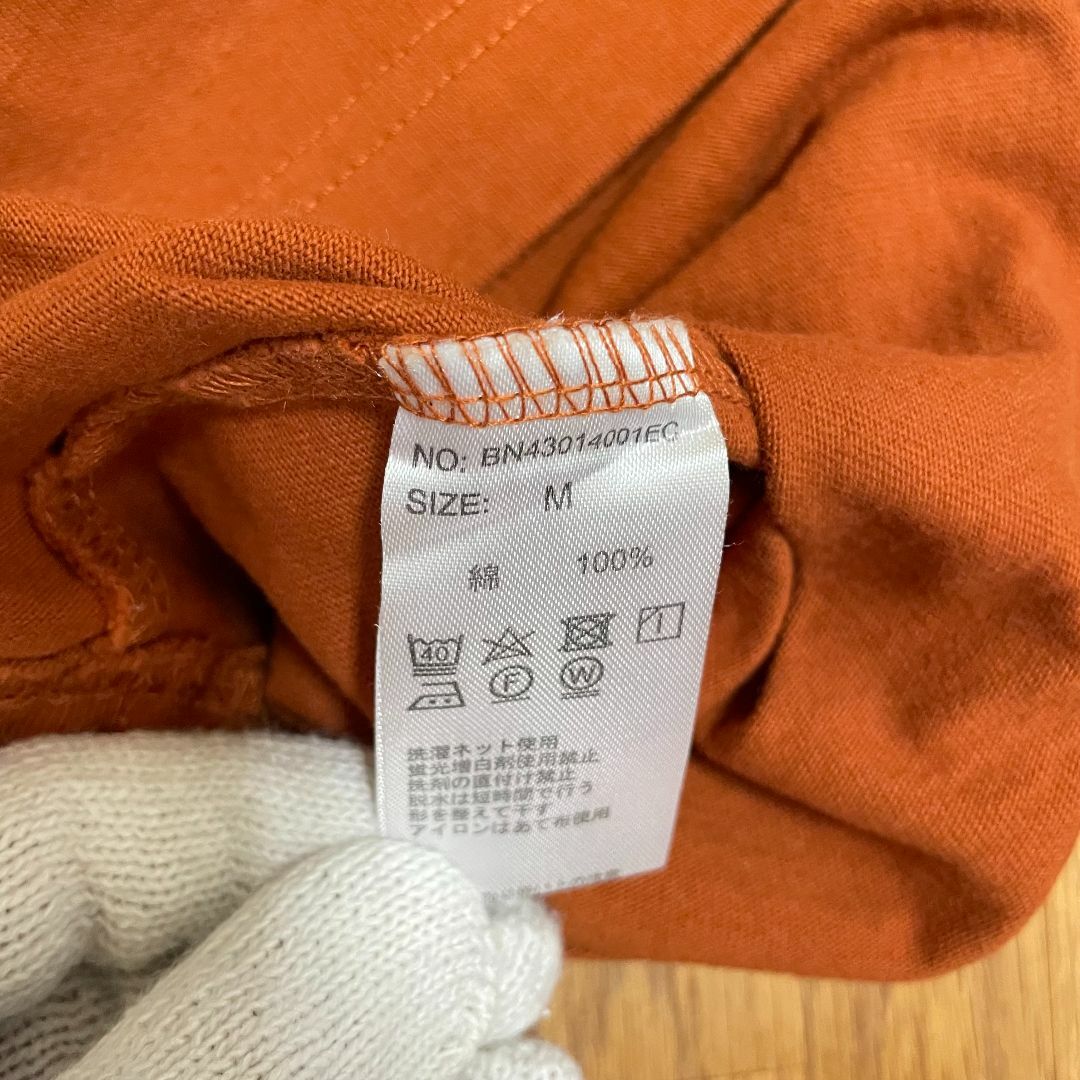 NO: BN43014001EC
SIZE: M
綿 100%
40
F W
洗濯ネット使用
蛍光増白剤使用禁止
洗剤の直付け禁止
脱水は短時間で行う
形を整えて干す
アイロンはあて布使用